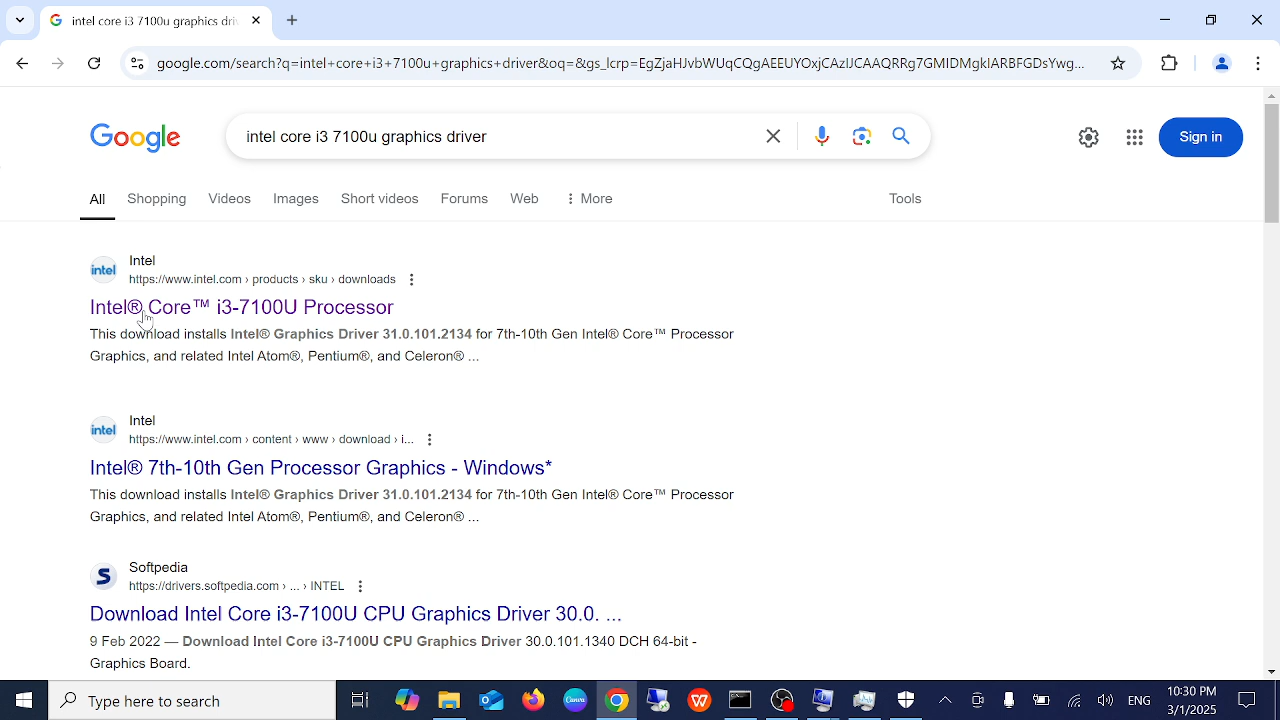 intel core i3 7100u graphics dri
google.com/search?q=intel+core+i3+7100u+graphics+driver&oq=&gs_lcrp=EgZjaHJvbWUqCQgAEEUYOxjCAzIJCAAQRRg7GMIDMgkIARBFGDsYwg...
Google
intel core i3 7100u graphics driver
Sign in
All Shopping Videos Images Short videos Forums Web More Tools
intel
Intel
https://www.intel.com › products › sku › downloads
Intel® Core™ i3-7100U Processor
This download installs Intel® Graphics Driver 31.0.101.2134 for 7th-10th Gen Intel® Core™ Processor
Graphics, and related Intel Atom®, Pentium®, and Celeron® ...
intel
Intel
https://www.intel.com › content › www › download › i...
Intel® 7th-10th Gen Processor Graphics - Windows*
This download installs Intel® Graphics Driver 31.0.101.2134 for 7th-10th Gen Intel® Core™ Processor
Graphics, and related Intel Atom®, Pentium®, and Celeron® ...
S
Softpedia
https://drivers.softpedia.com › ... › INTEL
Download Intel Core i3-7100U CPU Graphics Driver 30.0. ...
9 Feb 2022 — Download Intel Core i3-7100U CPU Graphics Driver 30.0.101.1340 DCH 64-bit -
Graphics Board.
Type here to search
Canva
ENG
10:30 PM
3/1/2025